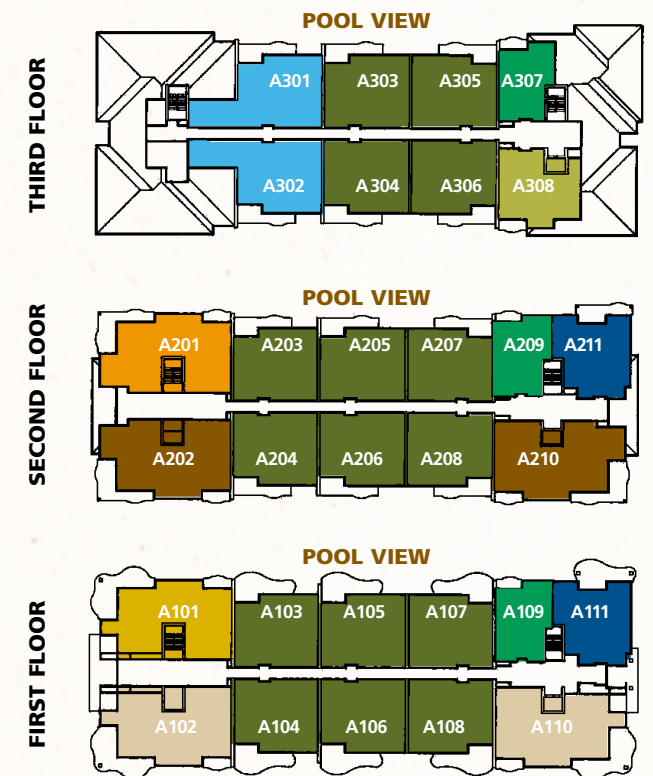 POOL VIEW
THIRD FLOOR
A301 A303 A305 A307
A302 A304 A306 A308
POOL VIEW
SECOND FLOOR
A201 A203 A205 A207 A209 A211
A202 A204 A206 A208 A210
POOL VIEW
FIRST FLOOR
A101 A103 A105 A107 A109 A111
A102 A104 A106 A108 A110